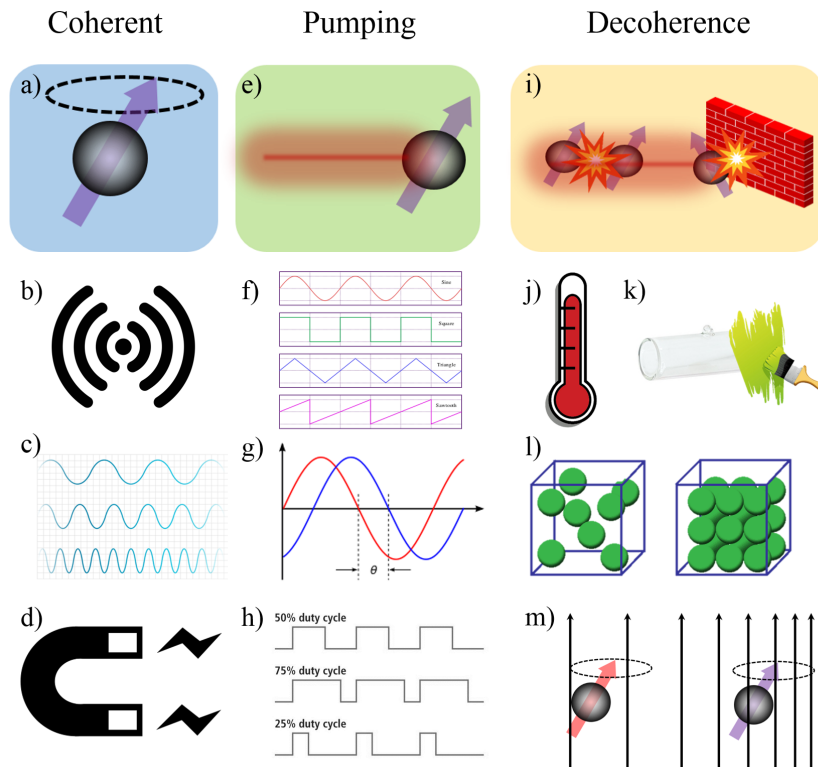 Coherent Pumping Decoherence
a) e) i)
b) f) j) k)
Sine
Square
Triangle
Sawtooth
c) g) l)
θ
d) h) m)
50% duty cycle
75% duty cycle
25% duty cycle